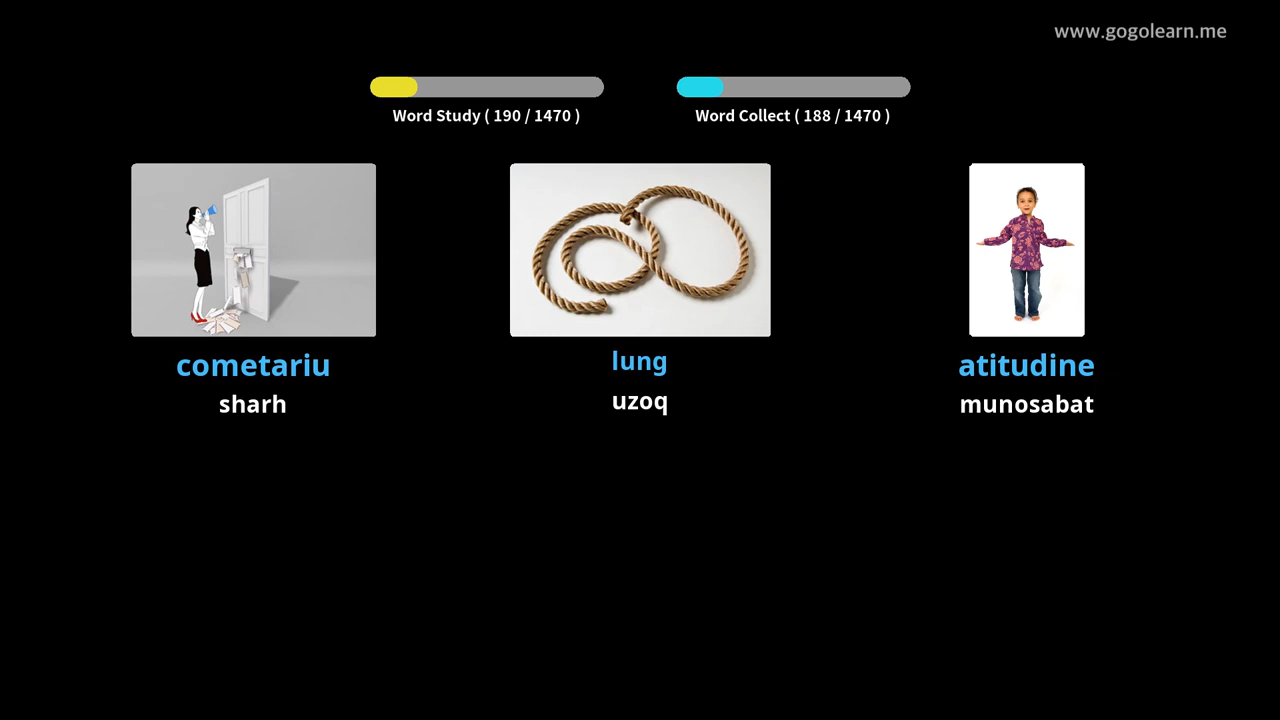 www.gogolearn.me
Word Study ( 190 / 1470 )
Word Collect ( 188 / 1470 )
cometariu
sharh
lung
uzoq
atitudine
munosabat